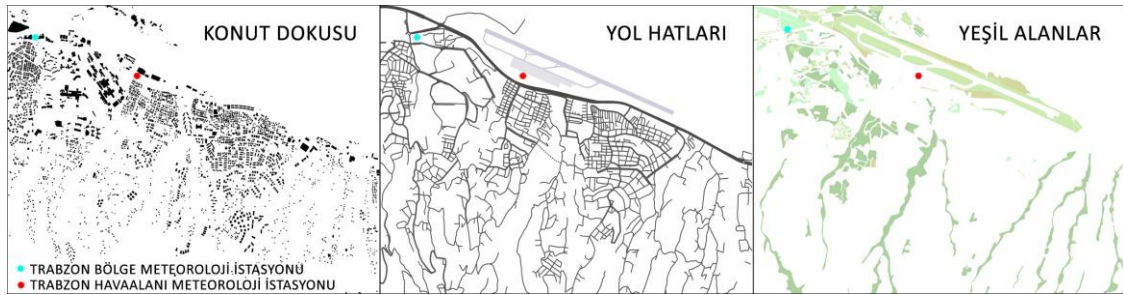 KONUT DOKUSU
YOL HATLARI
YEŞİL ALANLAR
TRABZON BÖLGE METEOROLOJİ İSTASYONU
TRABZON HAVAALANI METEOROLOJİ İSTASYONU